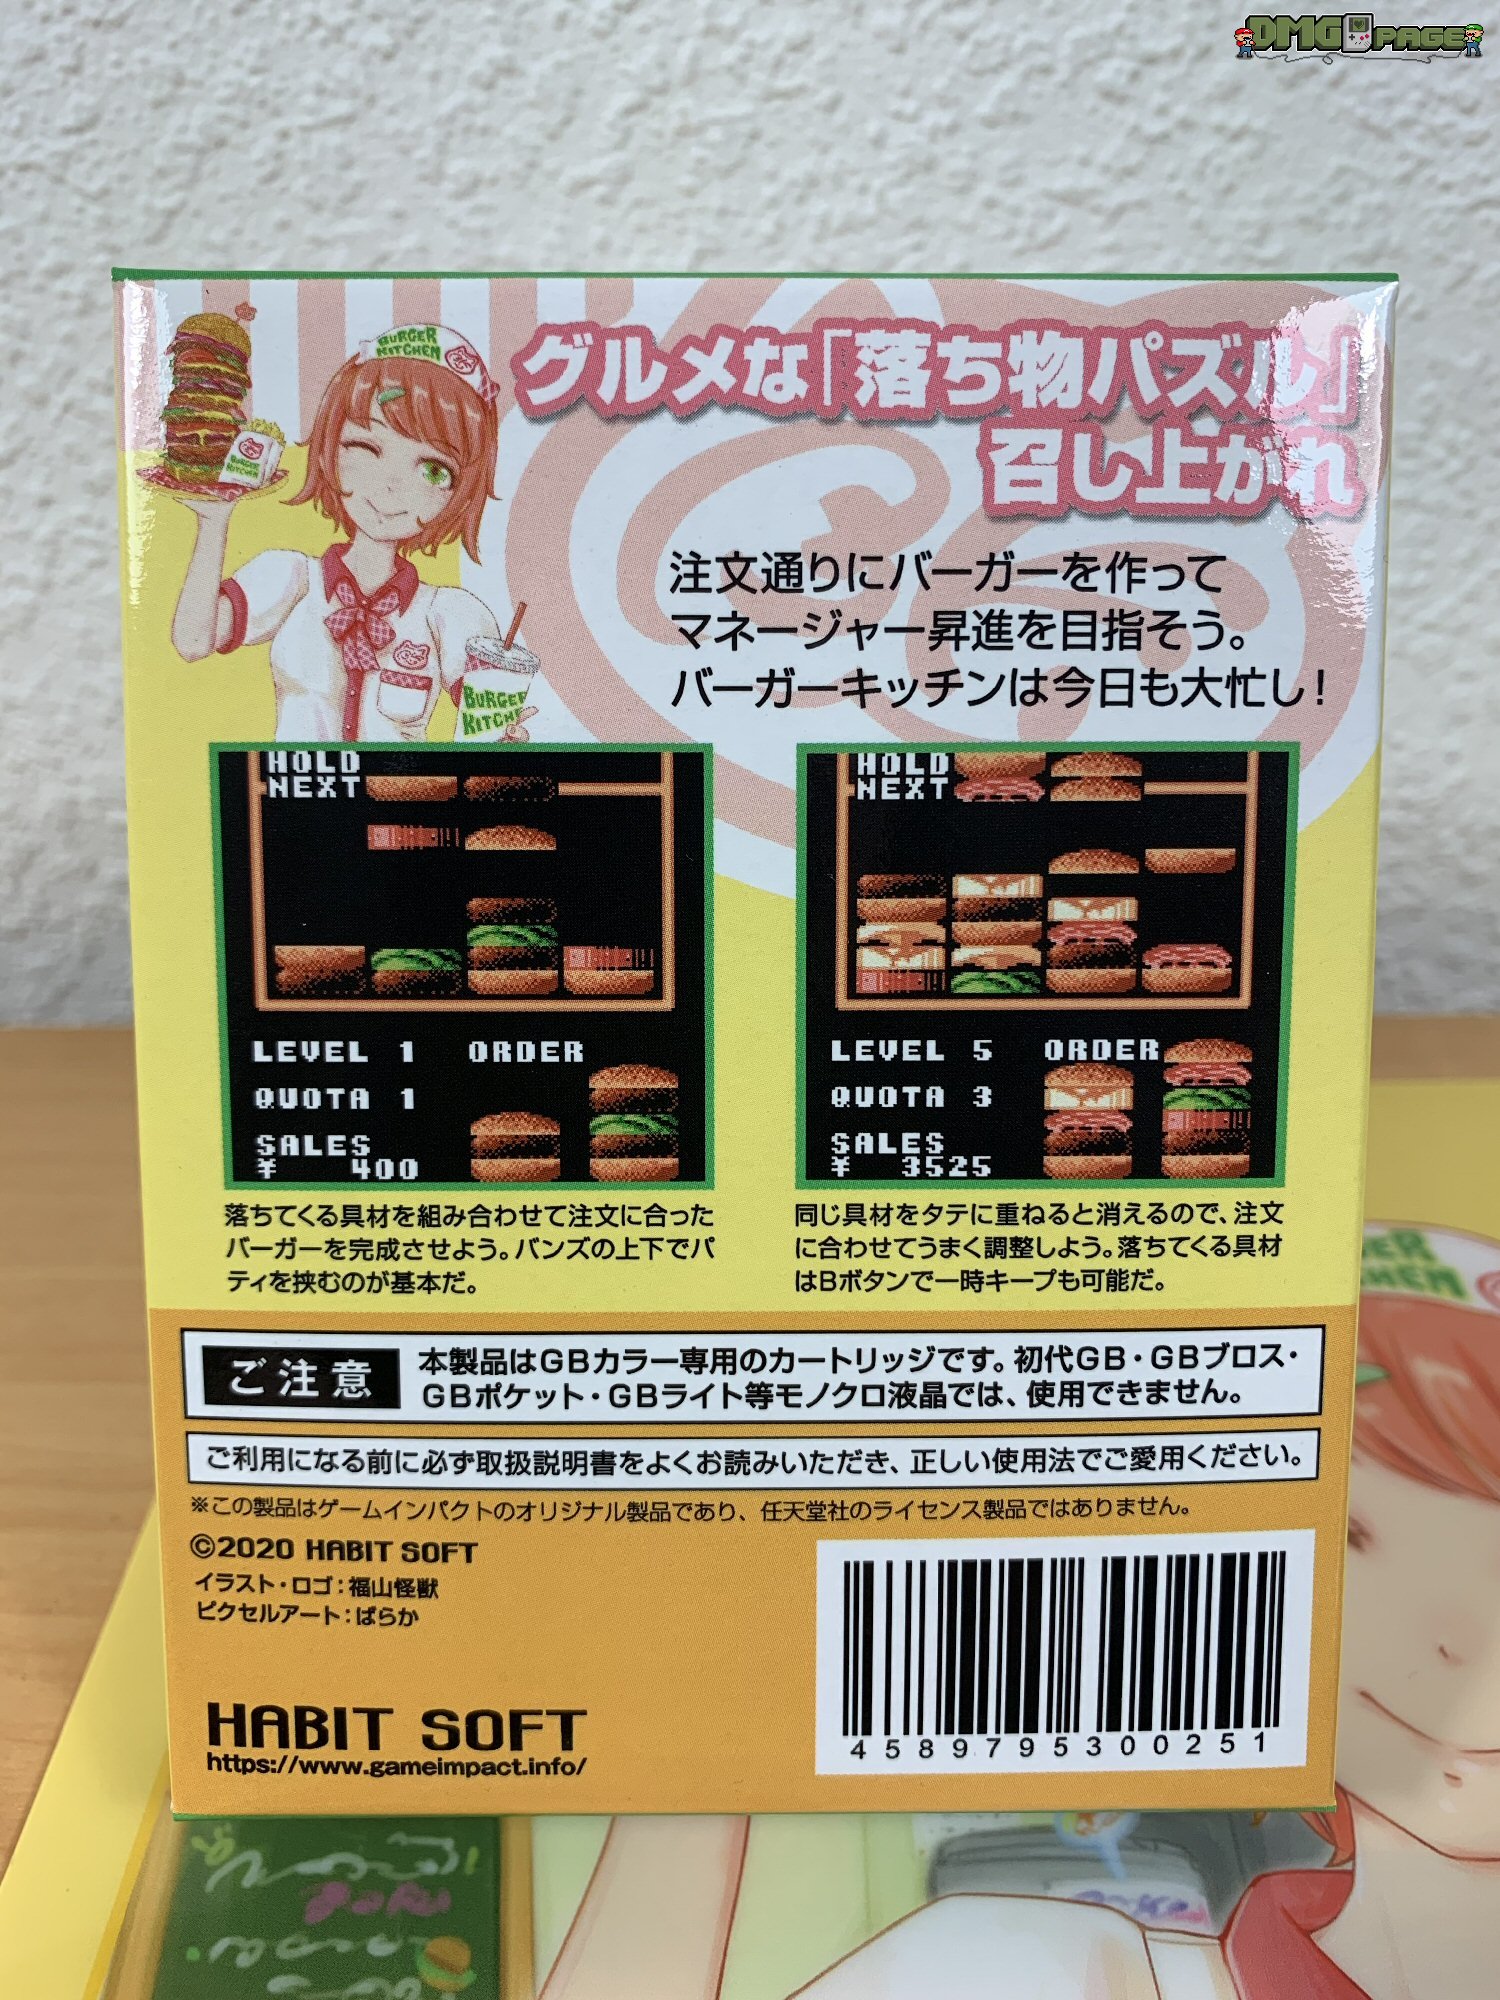 DMG PAGE
BURGER
KITCHEN
BURGER
KITCHEN
BURGER
KITCHE
グルメな「落ち物パズル」
召し上がれ
注文通りにバーガーを作って
マネージャー昇進を目指そう。
バーガーキッチンは今日も大忙し!
HOLD
NEXT
LEVEL 1 ORDER
QUOTA 1
SALES
¥ 400
HOLD
NEXT
LEVEL 5 ORDER
QUOTA 3
SALES
¥ 3525
落ちてくる具材を組み合わせて注文に合った
バーガーを完成させよう。バンズの上下でパ
ティを挟むのが基本だ。
同じ具材をタテに重ねると消えるので、注文
に合わせてうまく調整しよう。落ちてくる具材
はBボタンで一時キープも可能だ。
ご注意
本製品はGBカラー専用のカートリッジです。初代GB・GBブロス・
GBポケット・GBライト等モノクロ液晶では、使用できません。
ご利用になる前に必ず取扱説明書をよくお読みいただき、正しい使用法でご愛用ください。
※この製品はゲームインパクトのオリジナル製品であり、任天堂社のライセンス製品ではありません。
©2020 HABIT SOFT
イラスト・ロゴ:福山怪獣
ピクセルアート:ばらか
HABIT SOFT
https://www.gameimpact.info/
4589795300251